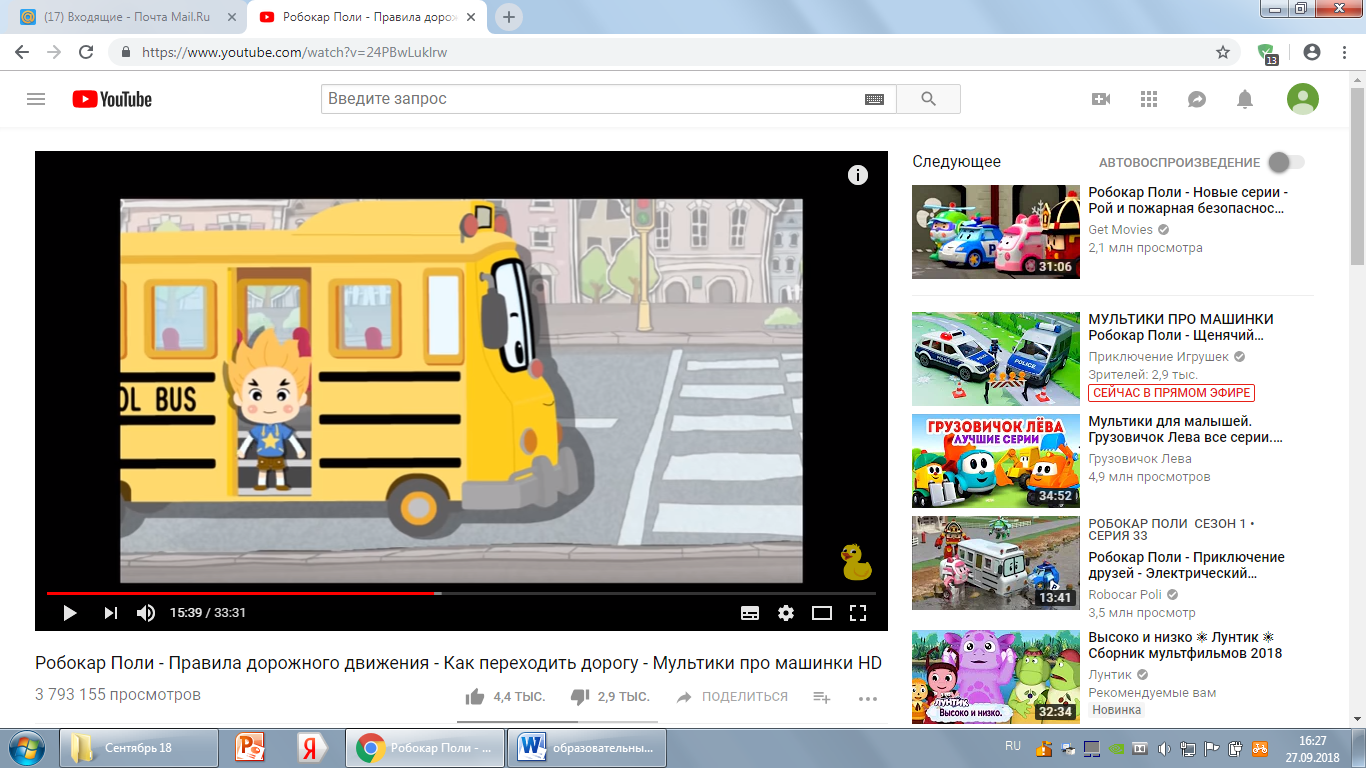 (17) Входящие - Почта Mail.Ru
Робокар Поли - Правила дорож
https://www.youtube.com/watch?v=24PBwLukIrw
13
YouTube
Введите запрос
OL BUS
15:39 / 33:31
Робокар Поли - Правила дорожного движения - Как переходить дорогу - Мультики про машинки HD
3 793 155 просмотров
4,4 ТЫС.
2,9 ТЫС.
ПОДЕЛИТЬСЯ
Следующее
АВТОВОСПРОИЗВЕДЕНИЕ
31:06
Робокар Поли - Новые серии -
Рой и пожарная безопаснос...
Get Movies
2,1 млн просмотра
POLICE
POLICE
МУЛЬТИКИ ПРО МАШИНКИ
Робокар Поли - Щенячий...
Приключение Игрушек
Зрителей: 2,9 тыс.
СЕЙЧАС В ПРЯМОМ ЭФИРЕ
ГРУЗОВИЧОК ЛЁВА
ЛУЧШИЕ СЕРИИ
34:52
Мультики для малышей.
Грузовичок Лева все серии....
Грузовичок Лева
4,9 млн просмотров
13:41
РОБОКАР ПОЛИ СЕЗОН 1 •
СЕРИЯ 33
Робокар Поли - Приключение
друзей - Электрический...
Robocar Poli
3,5 млн просмотр
ЛУНТИК
Высоко и низко.
32:34
Высоко и низко ☀ Лунтик ☀
Сборник мультфильмов 2018
Лунтик
Рекомендуемые вам
Новинка
Сентябрь 18
Робокар Поли - ...
образовательны...
RU
16:27
27.09.2018